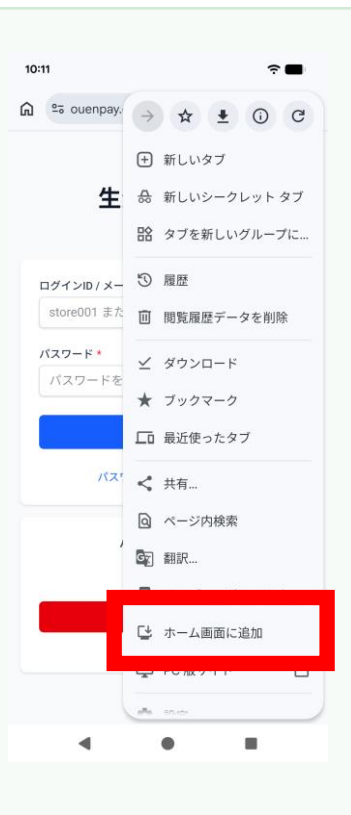 10:11
ouenpay.
生
新しいタブ
新しいシークレット タブ
タブを新しいグループに...
ログインID / メー
履歴
store001 また
閲覧履歴データを削除
パスワード *
ダウンロード
パスワードを
ブックマーク
最近使ったタブ
パス
共有...
ページ内検索
翻訳...
ホーム画面に追加